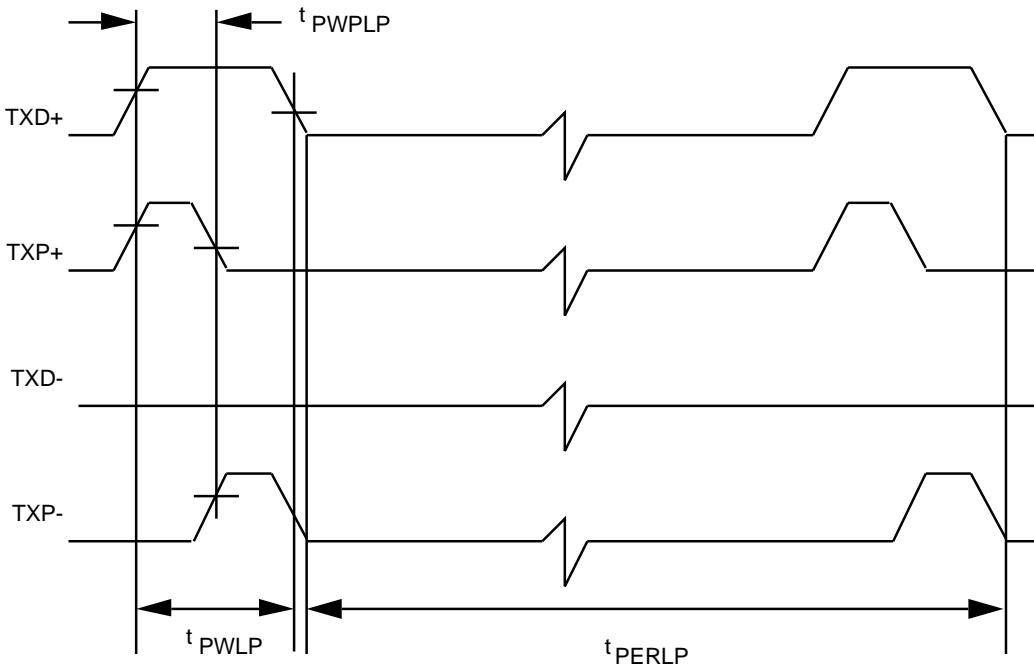 t PWPLP
TXD+
TXP+
TXD-
TXP-
t PWLP
t PERLP